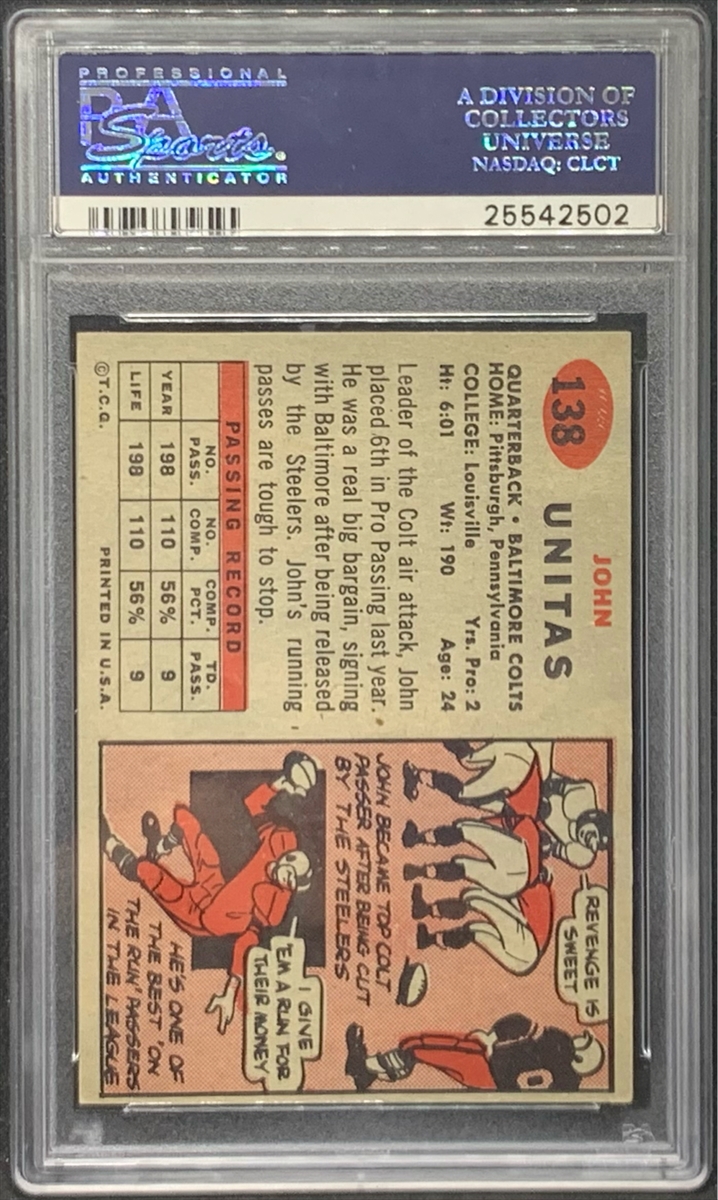 PROFESSIONAL
PSA
Sports
AUTHENTICATOR
A DIVISION OF
COLLECTORS
UNIVERSE
NASDAQ: CLCT
25542502
138
JOHN
UNITAS
QUARTERBACK • BALTIMORE COLTS
HOME: Pittsburgh, Pennsylvania
COLLEGE: Louisville Yrs. Pro: 2
Ht: 6:01 Wt: 190 Age: 24
Leader of the Colt air attack, John
placed 6th in Pro Passing last year.
He was a real big bargain, signing
with Baltimore after being released
by the Steelers. John's running
passes are tough to stop.
PASSING RECORD
NO. PASS. NO. COMP. COMP. PCT. TD. PASS.
YEAR 198 110 56% 9
LIFE 198 110 56% 9
©T.C.G. PRINTED IN U.S.A.
REVENGE IS
SWEET
JOHN BECAME TOP COLT
PASSER AFTER BEING CUT
BY THE STEELERS
I GIVE
'EM A RUN FOR
THEIR MONEY
HE'S ONE OF
THE BEST 'ON
THE RUN' PASSERS
IN THE LEAGUE